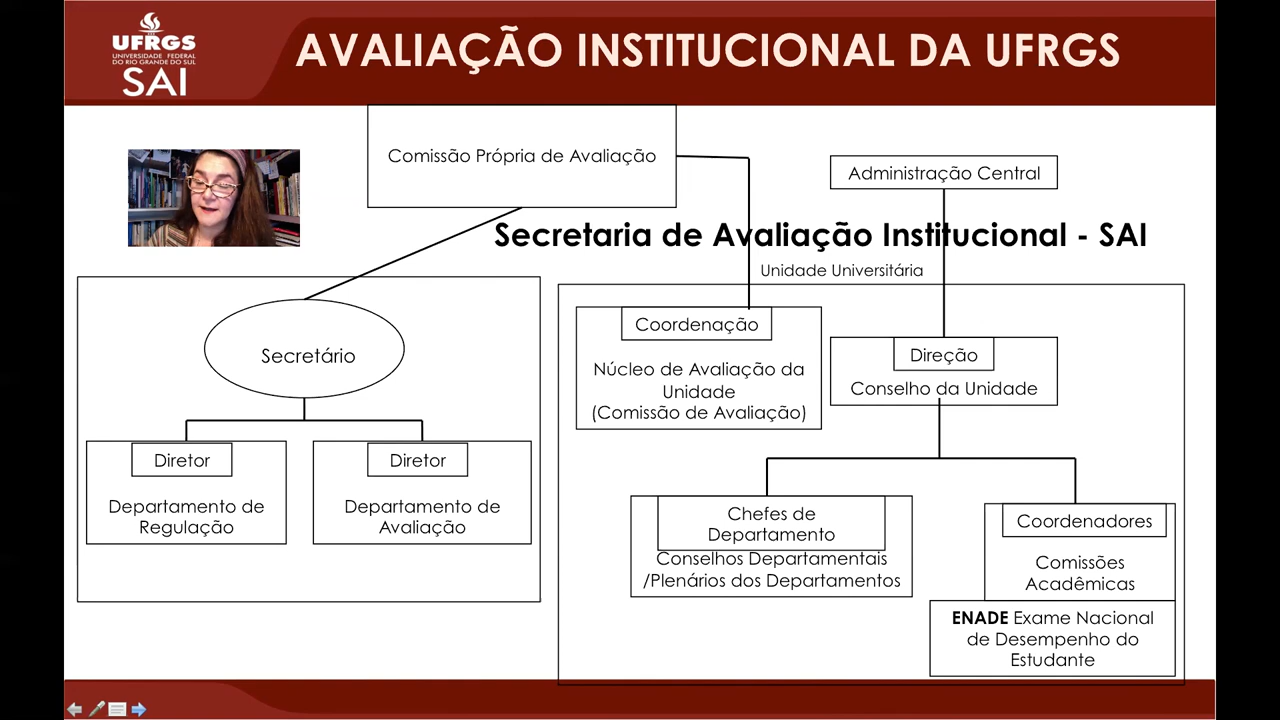 UFRGS
UNIVERSIDADE FEDERAL
DO RIO GRANDE DO SUL
SAI
AVALIAÇÃO INSTITUCIONAL DA UFRGS
Comissão Própria de Avaliação
Administração Central
Secretaria de Avaliação Institucional - SAI
Unidade Universitária
Secretário
Diretor
Departamento de
Regulação
Diretor
Departamento de
Avaliação
Coordenação
Núcleo de Avaliação da
Unidade
(Comissão de Avaliação)
Direção
Conselho da Unidade
Chefes de
Departamento
Conselhos Departamentais
/Plenários dos Departamentos
Coordenadores
Comissões
Acadêmicas
ENADE Exame Nacional
de Desempenho do
Estudante